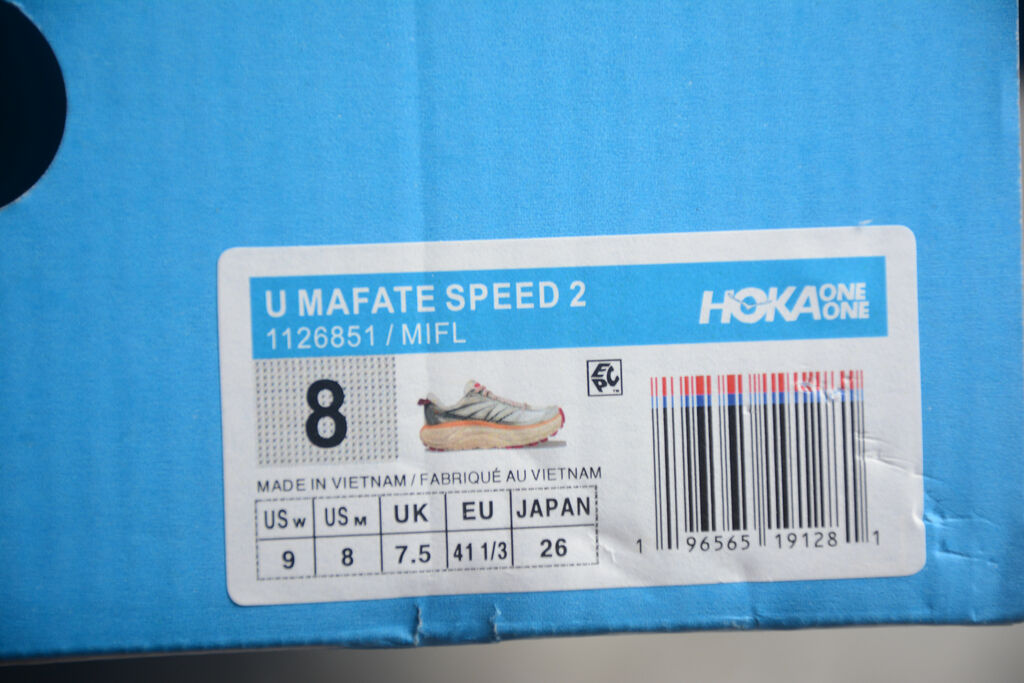 U MAFATE SPEED 2
1126851 / MIFL
HOKA ONE ONE
8
EPC™
MADE IN VIETNAM / FABRIQUÉ AU VIETNAM
US W US M UK EU JAPAN
9 8 7.5 41 1/3 26
1 96565 19128 1